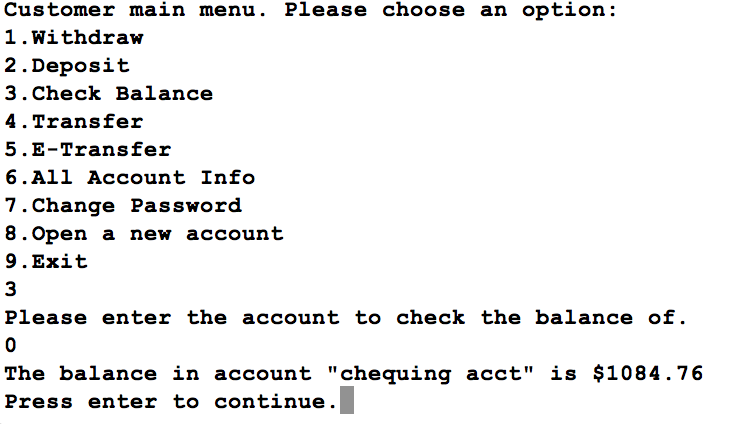 Customer main menu. Please choose an option:
1.Withdraw
2.Deposit
3.Check Balance
4.Transfer
5.E-Transfer
6.All Account Info
7.Change Password
8.Open a new account
9.Exit
3
Please enter the account to check the balance of.
0
The balance in account "chequing acct" is $1084.76
Press enter to continue.